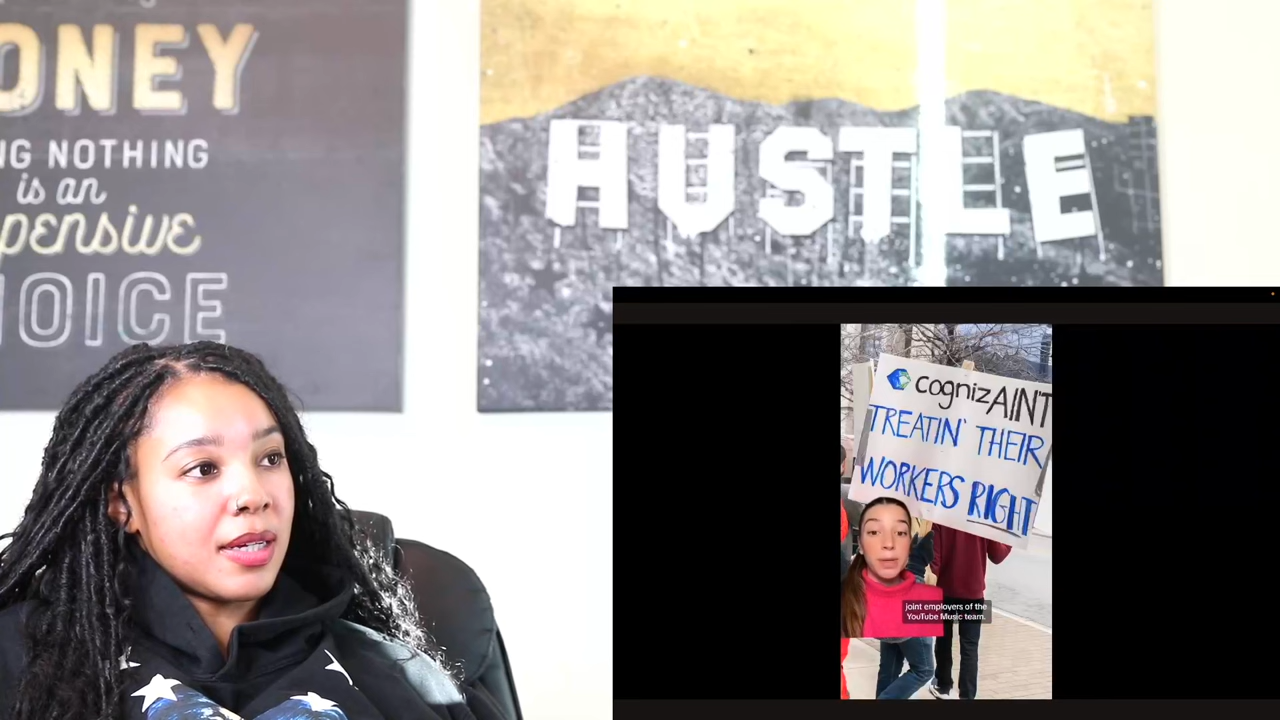 ONEY
NG NOTHING
is an
pensive
HOICE
HUSTLE
cognizAIN'T
TREATIN' THEIR
WORKERS RIGHT
joint employers of the
YouTube Music team.